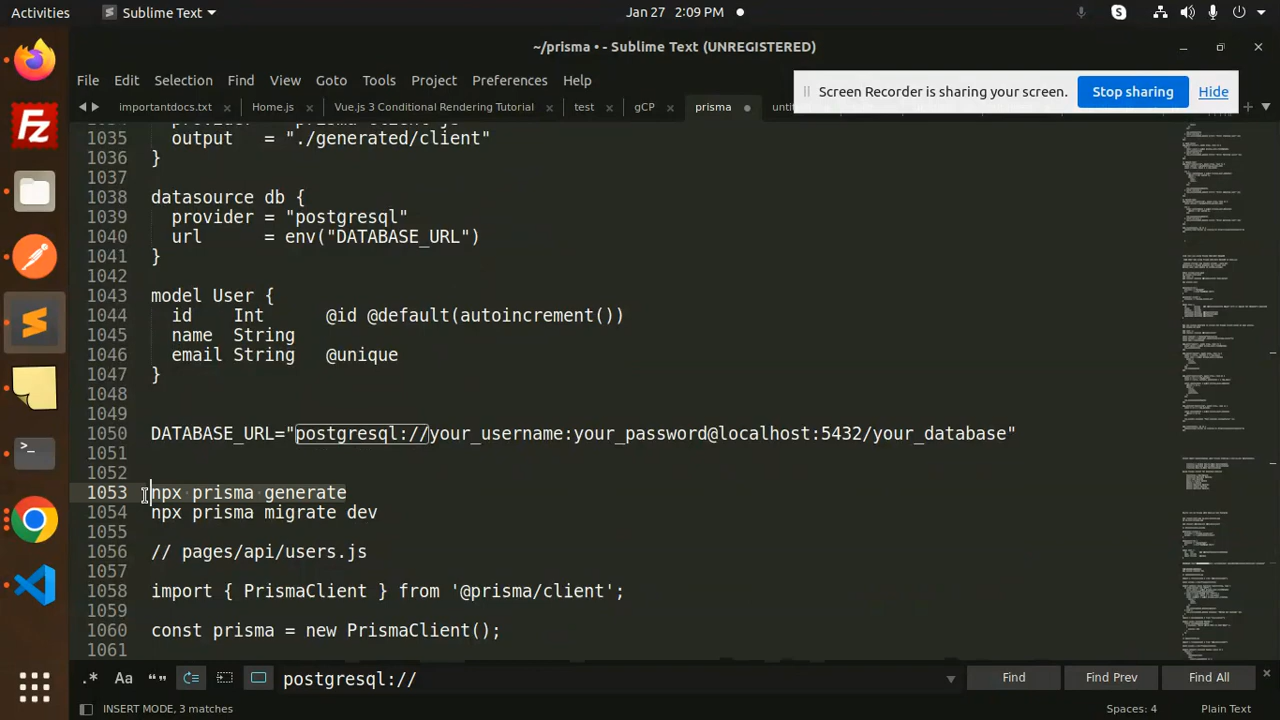 Activities
Sublime Text
Jan 27 2:09 PM
~/prisma • - Sublime Text (UNREGISTERED)
File Edit Selection Find View Goto Tools Project Preferences Help
Screen Recorder is sharing your screen.
Stop sharing
Hide
importantdocs.txt
Home.js
Vue.js 3 Conditional Rendering Tutorial
test
gCP
prisma
1035 output = "./generated/client"
1036 }
1037
1038 datasource db {
1039 provider = "postgresql"
1040 url = env("DATABASE_URL")
1041 }
1042
1043 model User {
1044 id Int @id @default(autoincrement())
1045 name String
1046 email String @unique
1047 }
1048
1049
1050 DATABASE_URL="postgresql://your_username:your_password@localhost:5432/your_database"
1051
1052
1053 npx prisma generate
1054 npx prisma migrate dev
1055
1056 // pages/api/users.js
1057
1058 import { PrismaClient } from '@prisma/client';
1059
1060 const prisma = new PrismaClient();
1061
.* Aa “” postgresql://
Find
Find Prev
Find All
INSERT MODE, 3 matches
Spaces: 4
Plain Text